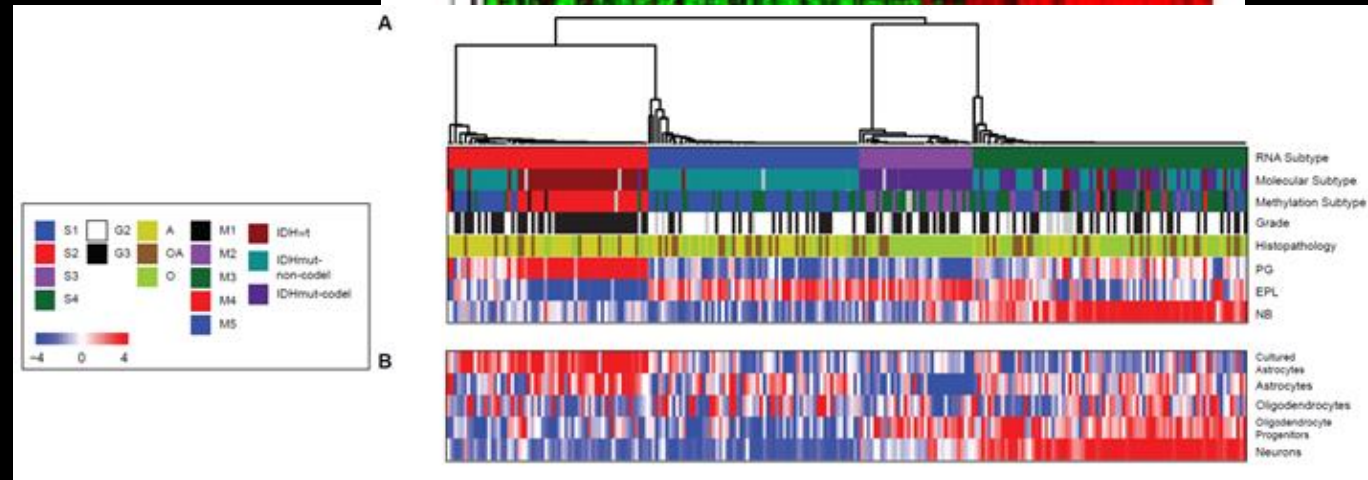 A
RNA Subtype
Molecular Subtype
Methylation Subtype
Grade
Histopathology
PG
EPL
NB
S1 G2 A M1 IDHwt
S2 G3 OA M2 IDHmut-
non-codel
S3 O M3 IDHmut-codel
S4 M4
M5
−4 0 4
B
Cultured
Astrocytes
Astrocytes
Oligodendrocytes
Oligodendrocyte
Progenitors
Neurons